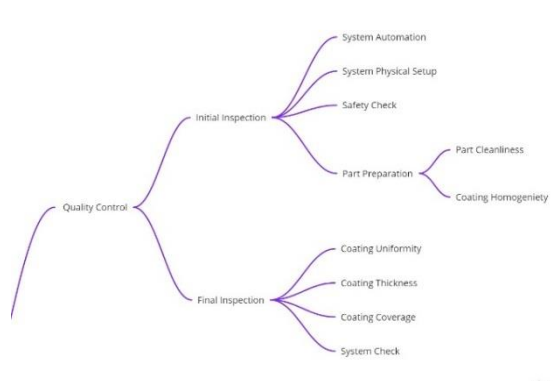 System Automation
System Physical Setup
Initial Inspection
Safety Check
Part Preparation
Part Cleanliness
Coating Homogeniety
Quality Control
Final Inspection
Coating Uniformity
Coating Thickness
Coating Coverage
System Check